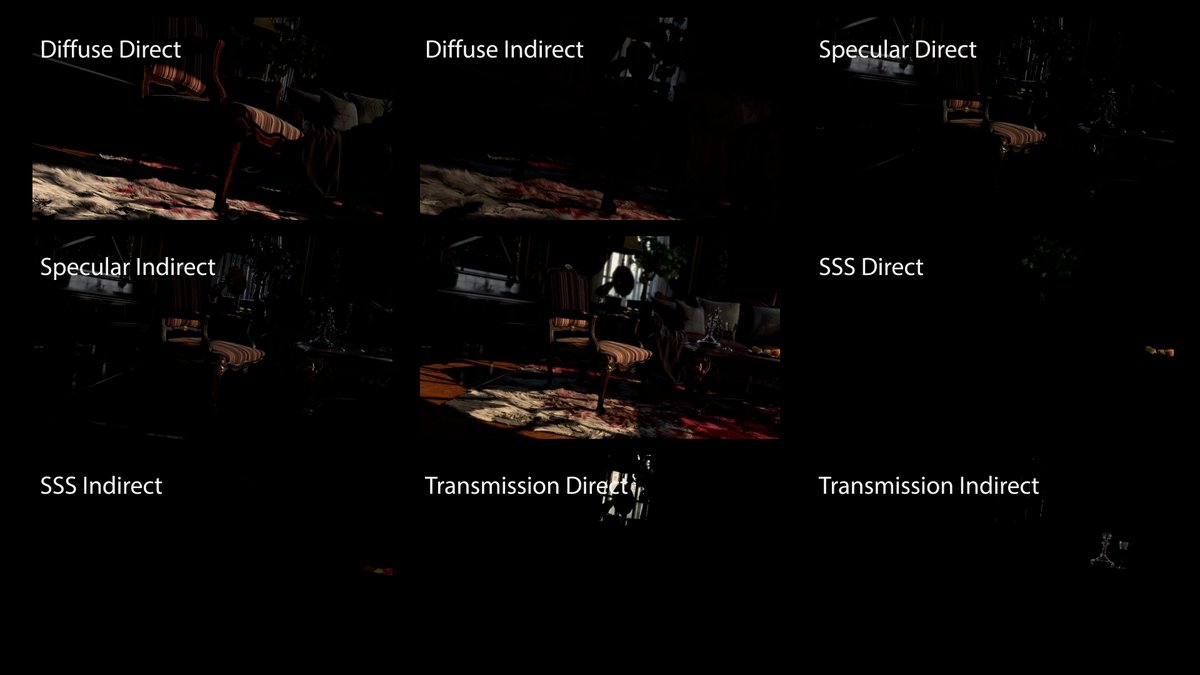 Diffuse Direct
Diffuse Indirect
Specular Direct
Specular Indirect
SSS Direct
SSS Indirect
Transmission Direct
Transmission Indirect